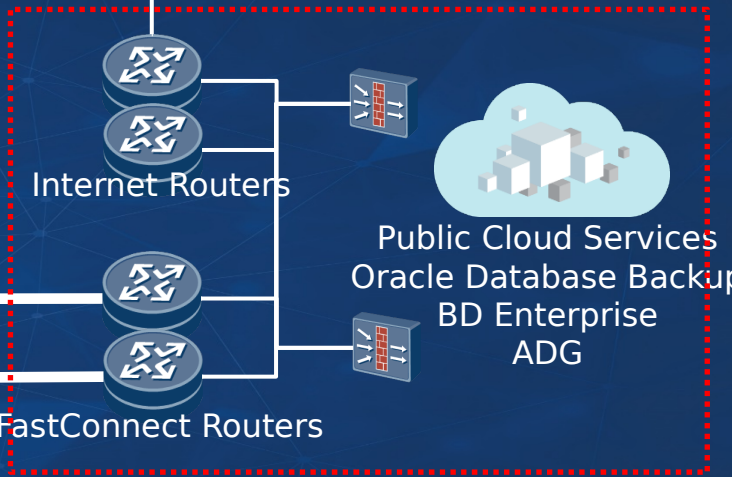 Internet Routers
Public Cloud Services
Oracle Database Backup
BD Enterprise
ADG
FastConnect Routers